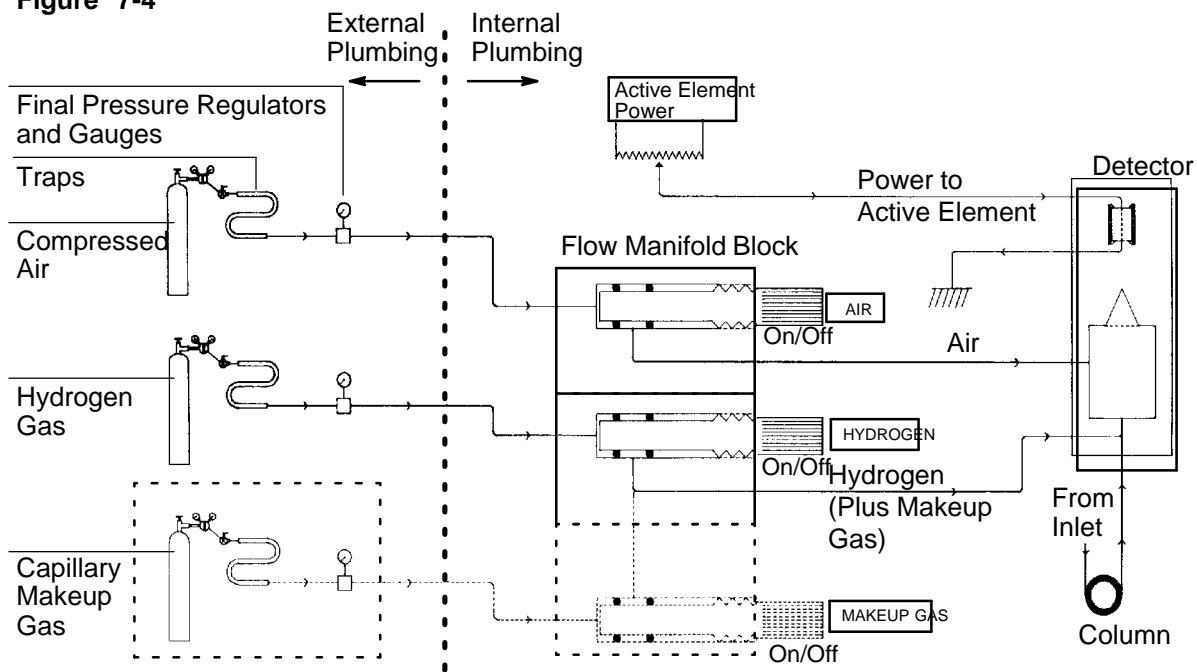 Figure 7-4
External
Plumbing
Internal
Plumbing
Final Pressure Regulators
and Gauges
Traps
Compressed
Air
Hydrogen
Gas
Capillary
Makeup
Gas
Active Element
Power
Power to
Active Element
Detector
Flow Manifold Block
AIR
On/Off
Air
HYDROGEN
On/Off
Hydrogen
(Plus Makeup
Gas)
From
Inlet
MAKEUP GAS
On/Off
Column